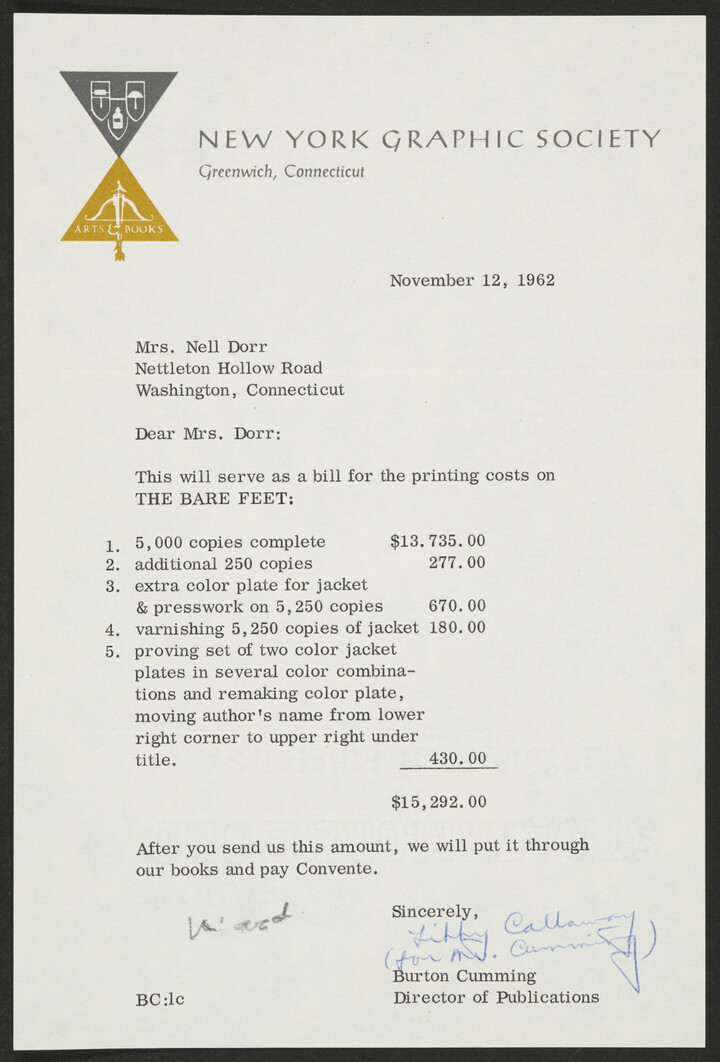 NEW YORK GRAPHIC SOCIETY
Greenwich, Connecticut
ARTS & BOOKS
November 12, 1962
Mrs. Nell Dorr
Nettleton Hollow Road
Washington, Connecticut
Dear Mrs. Dorr:
This will serve as a bill for the printing costs on
THE BARE FEET:
1. 5,000 copies complete $13.735.00
2. additional 250 copies 277.00
3. extra color plate for jacket
& presswork on 5,250 copies 670.00
4. varnishing 5,250 copies of jacket 180.00
5. proving set of two color jacket
plates in several color combina-
tions and remaking color plate,
moving author's name from lower
right corner to upper right under
title. 430.00
$15,292.00
After you send us this amount, we will put it through
our books and pay Convente.
Sincerely,
Libby Callaway
(for Mr. Cumming)
Burton Cumming
BC:lc Director of Publications